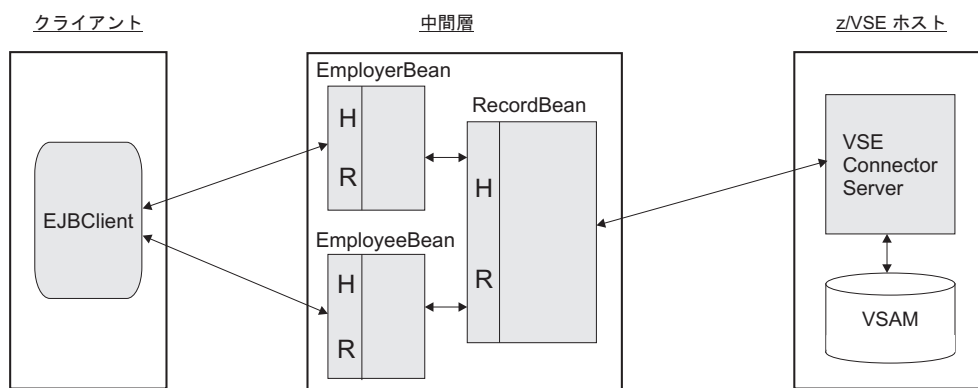 クライアント
中間層
z/VSE ホスト
EmployerBean
H
R
RecordBean
H
R
VSE
Connector
Server
EJBClient
EmployeeBean
H
R
VSAM